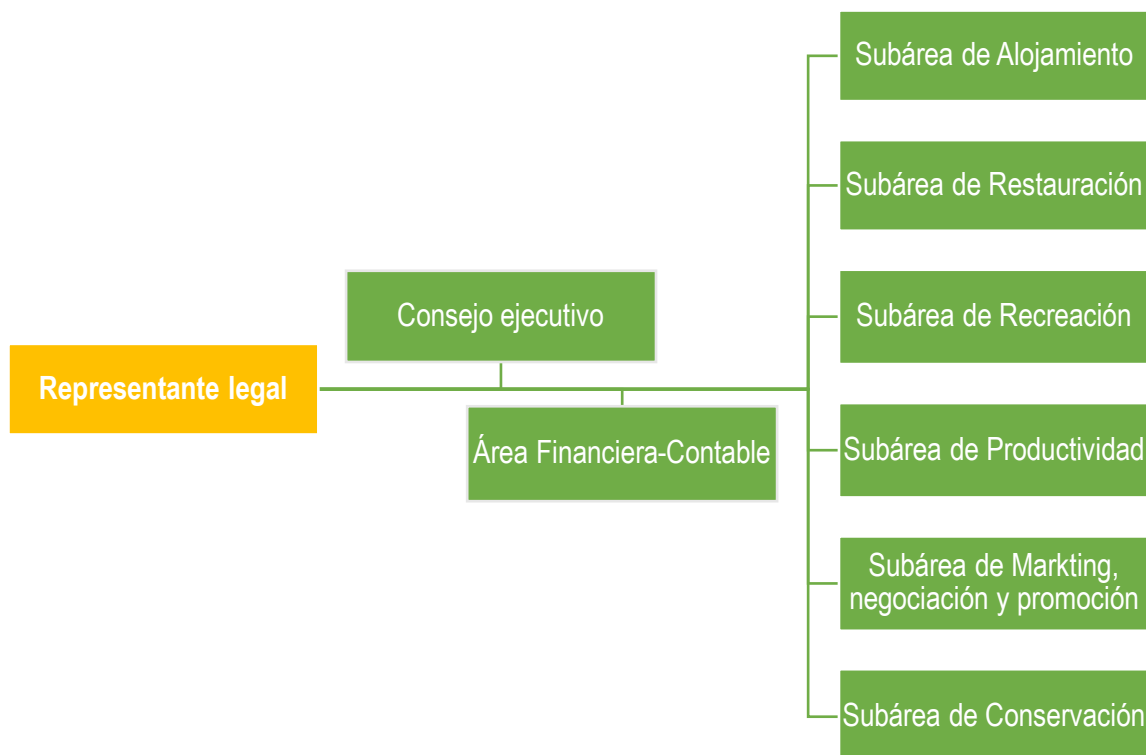 Subárea de Alojamiento
Subárea de Restauración
Consejo ejecutivo
Subárea de Recreación
Representante legal
Área Financiera-Contable
Subárea de Productividad
Subárea de Markting,
negociación y promoción
Subárea de Conservación